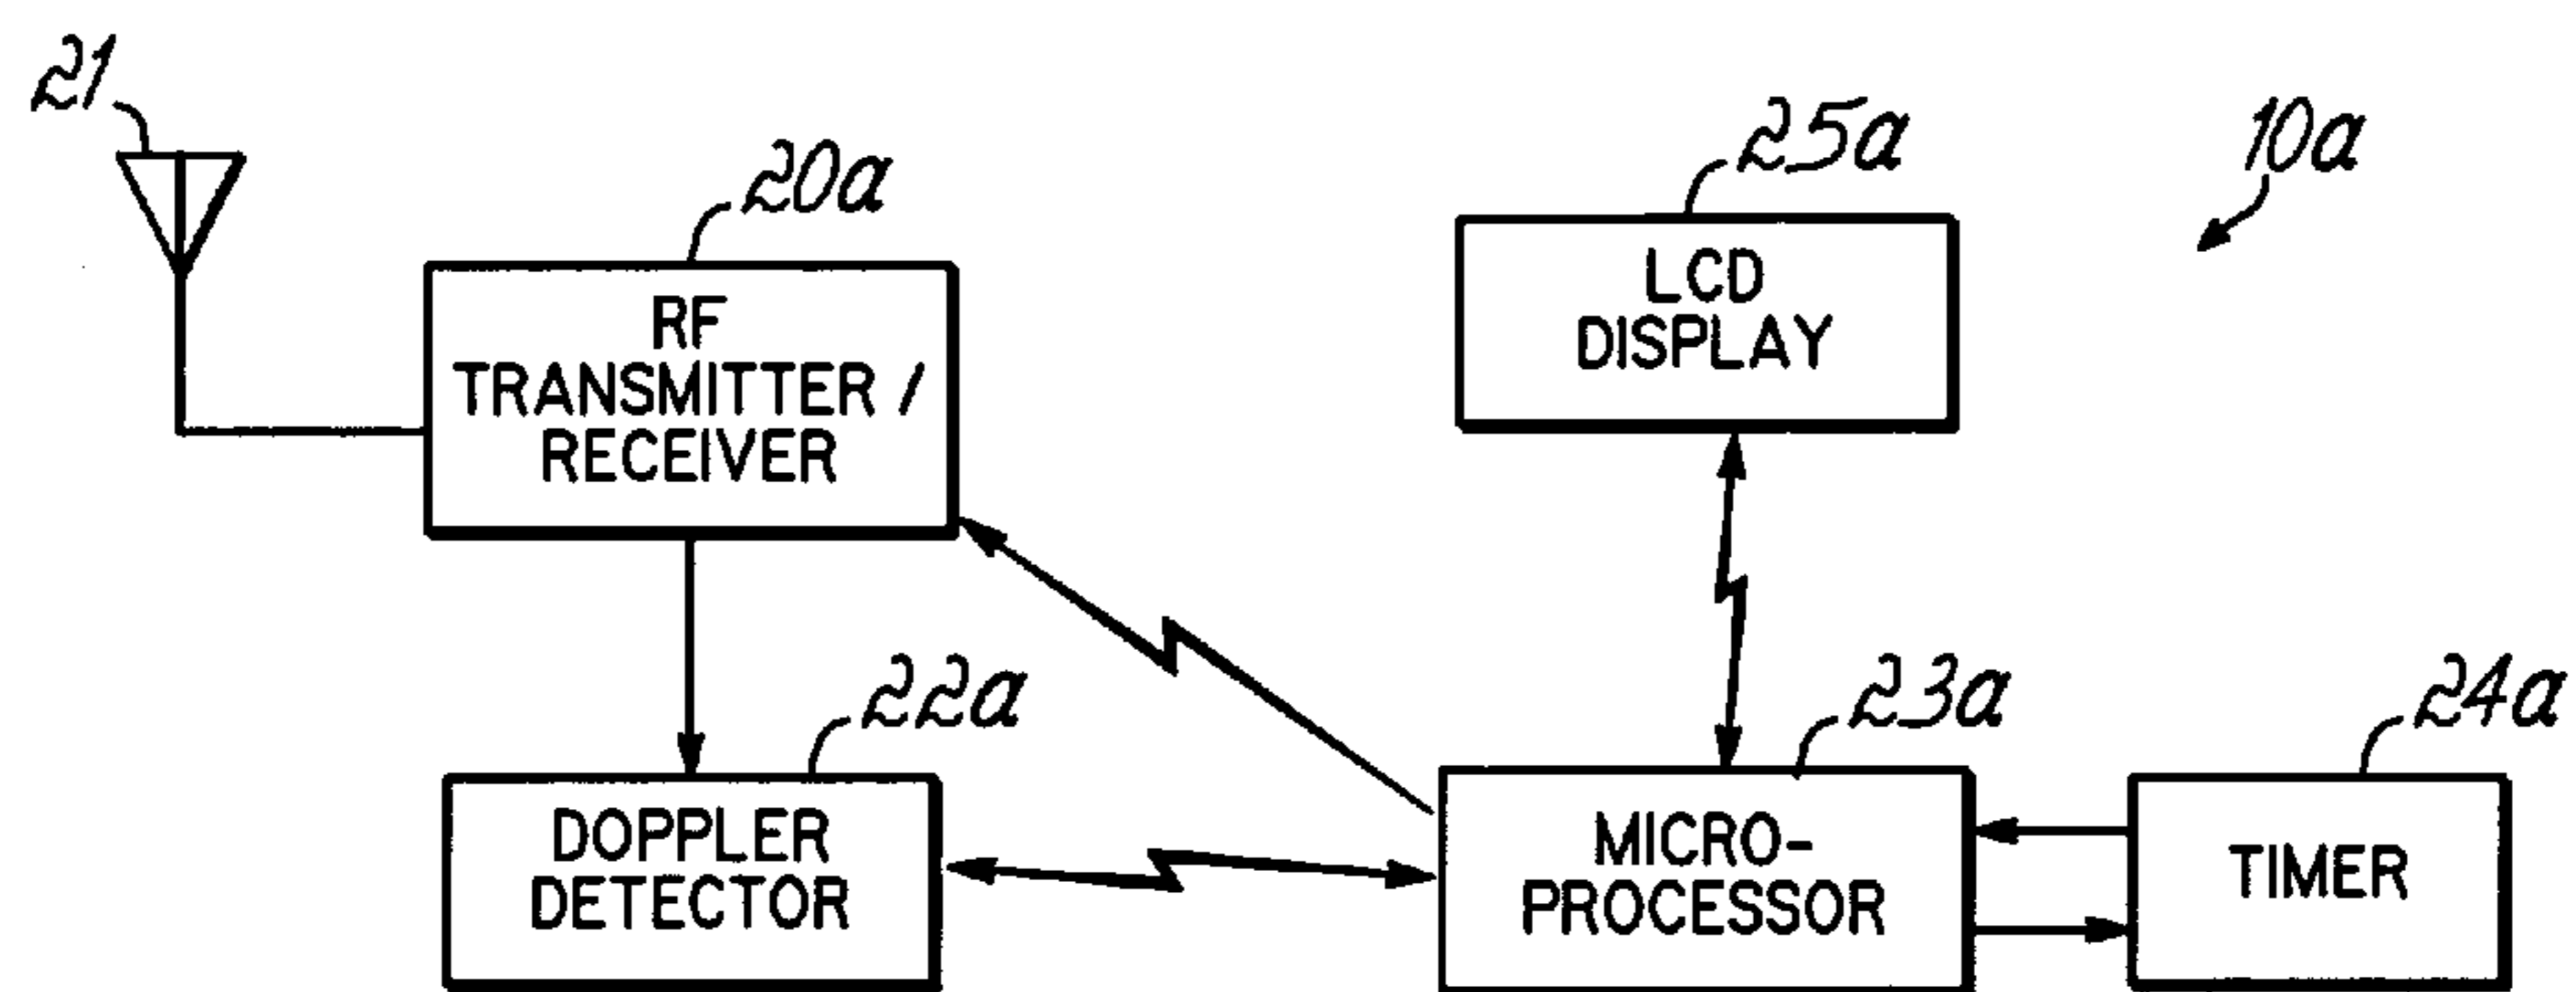 21
20a
RF
TRANSMITTER /
RECEIVER
25a
LCD
DISPLAY
10a
22a
DOPPLER
DETECTOR
23a
MICRO-
PROCESSOR
24a
TIMER